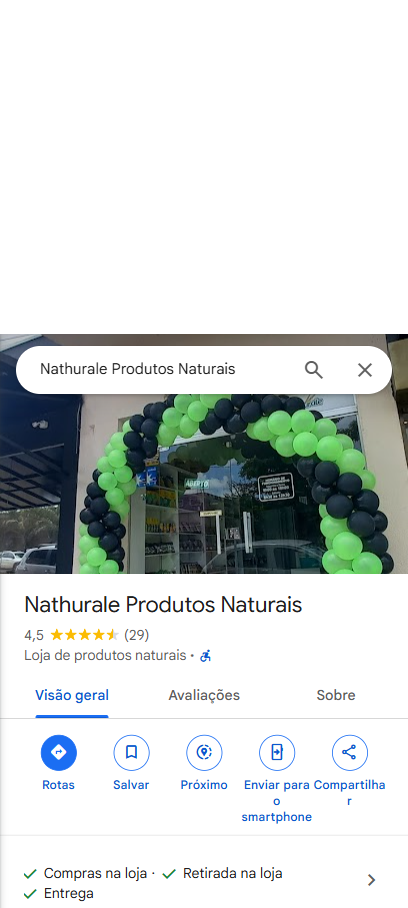 Nathurale Produtos Naturais
ABERTO
Nathurale Produtos Naturais
4,5 (29)
Loja de produtos naturais ·
Visão geral Avaliações Sobre
Rotas Salvar Próximo Enviar para o smartphone Compartilhar
Compras na loja · Retirada na loja
Entrega